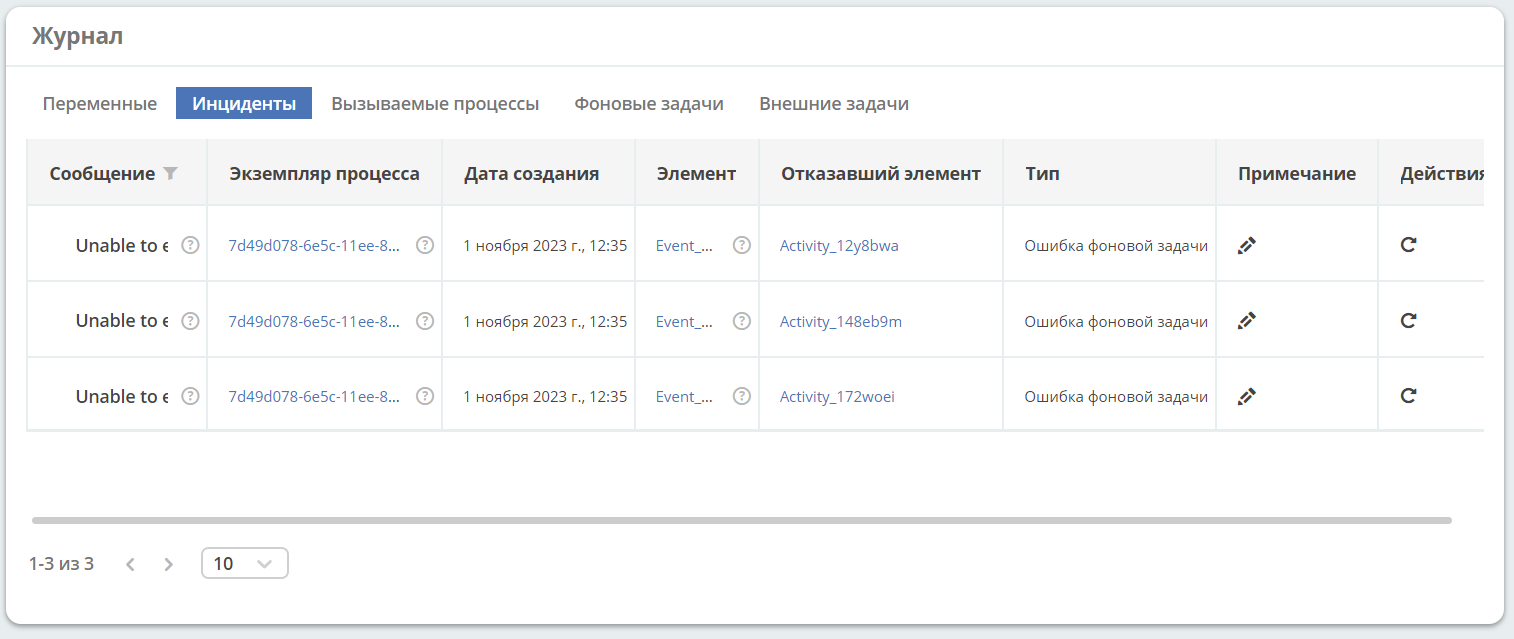 Журнал
Переменные Инциденты Вызываемые процессы Фоновые задачи Внешние задачи
Сообщение Экземпляр процесса Дата создания Элемент Отказавший элемент Тип Примечание Действия
Unable to e ? 7d49d078-6e5c-11ee-8... ? 1 ноября 2023 г., 12:35 Event_... ? Activity_12y8bwa Ошибка фоновой задачи
Unable to e ? 7d49d078-6e5c-11ee-8... ? 1 ноября 2023 г., 12:35 Event_... ? Activity_148eb9m Ошибка фоновой задачи
Unable to e ? 7d49d078-6e5c-11ee-8... ? 1 ноября 2023 г., 12:35 Event_... ? Activity_172woei Ошибка фоновой задачи
1-3 из 3 10